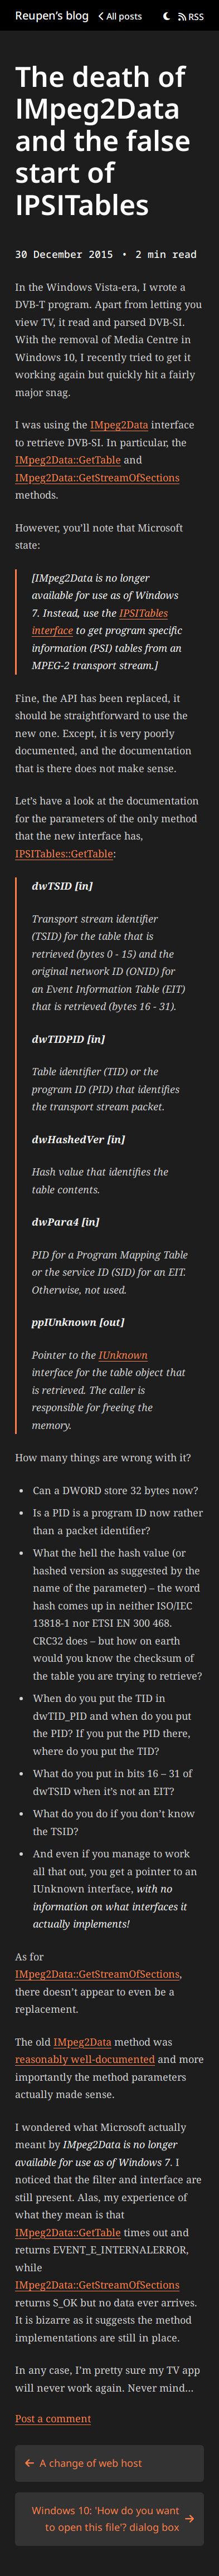 Reupen's blog
All posts
RSS
The death of
IMpeg2Data
and the false
start of
IPSITables
30 December 2015 • 2 min read
In the Windows Vista-era, I wrote a
DVB-T program. Apart from letting you
view TV, it read and parsed DVB-SI.
With the removal of Media Centre in
Windows 10, I recently tried to get it
working again but quickly hit a fairly
major snag.
I was using the IMpeg2Data interface
to retrieve DVB-SI. In particular, the
IMpeg2Data::GetTable and
IMpeg2Data::GetStreamOfSections
methods.
However, you'll note that Microsoft
state:
[IMpeg2Data is no longer
available for use as of Windows
7. Instead, use the IPSITables
interface to get program specific
information (PSI) tables from an
MPEG-2 transport stream.]
Fine, the API has been replaced, it
should be straightforward to use the
new one. Except, it is very poorly
documented, and the documentation
that is there does not make sense.
Let's have a look at the documentation
for the parameters of the only method
that the new interface has,
IPSITables::GetTable:
dwTSID [in]
Transport stream identifier
(TSID) for the table that is
retrieved (bytes 0 - 15) and the
original network ID (ONID) for
an Event Information Table (EIT)
that is retrieved (bytes 16 - 31).
dwTIDPID [in]
Table identifier (TID) or the
program ID (PID) that identifies
the transport stream packet.
dwHashedVer [in]
Hash value that identifies the
table contents.
dwPara4 [in]
PID for a Program Mapping Table
or the service ID (SID) for an EIT.
Otherwise, not used.
ppIUnknown [out]
Pointer to the IUnknown
interface for the table object that
is retrieved. The caller is
responsible for freeing the
memory.
How many things are wrong with it?
• Can a DWORD store 32 bytes now?
• Is a PID is a program ID now rather
than a packet identifier?
• What the hell the hash value (or
hashed version as suggested by the
name of the parameter) – the word
hash comes up in neither ISO/IEC
13818-1 nor ETSI EN 300 468.
CRC32 does – but how on earth
would you know the checksum of
the table you are trying to retrieve?
• When do you put the TID in
dwTID_PID and when do you put
the PID? If you put the PID there,
where do you put the TID?
• What do you put in bits 16 – 31 of
dwTSID when it's not an EIT?
• What do you do if you don't know
the TSID?
• And even if you manage to work
all that out, you get a pointer to an
IUnknown interface, with no
information on what interfaces it
actually implements!
As for
IMpeg2Data::GetStreamOfSections,
there doesn't appear to even be a
replacement.
The old IMpeg2Data method was
reasonably well-documented and more
importantly the method parameters
actually made sense.
I wondered what Microsoft actually
meant by IMpeg2Data is no longer
available for use as of Windows 7. I
noticed that the filter and interface are
still present. Alas, my experience of
what they mean is that
IMpeg2Data::GetTable times out and
returns EVENT_E_INTERNALERROR,
while
IMpeg2Data::GetStreamOfSections
returns S_OK but no data ever arrives.
It is bizarre as it suggests the method
implementations are still in place.
In any case, I'm pretty sure my TV app
will never work again. Never mind…
Post a comment
← A change of web host
Windows 10: 'How do you want →
to open this file'? dialog box